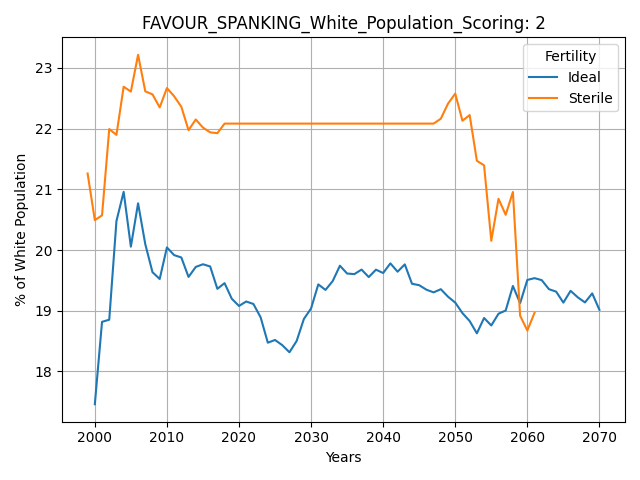 FAVOUR_SPANKING_White_Population_Scoring: 2
Fertility
Ideal
Sterile
% of White Population
23
22
21
20
19
18
2000 2010 2020 2030 2040 2050 2060 2070
Years